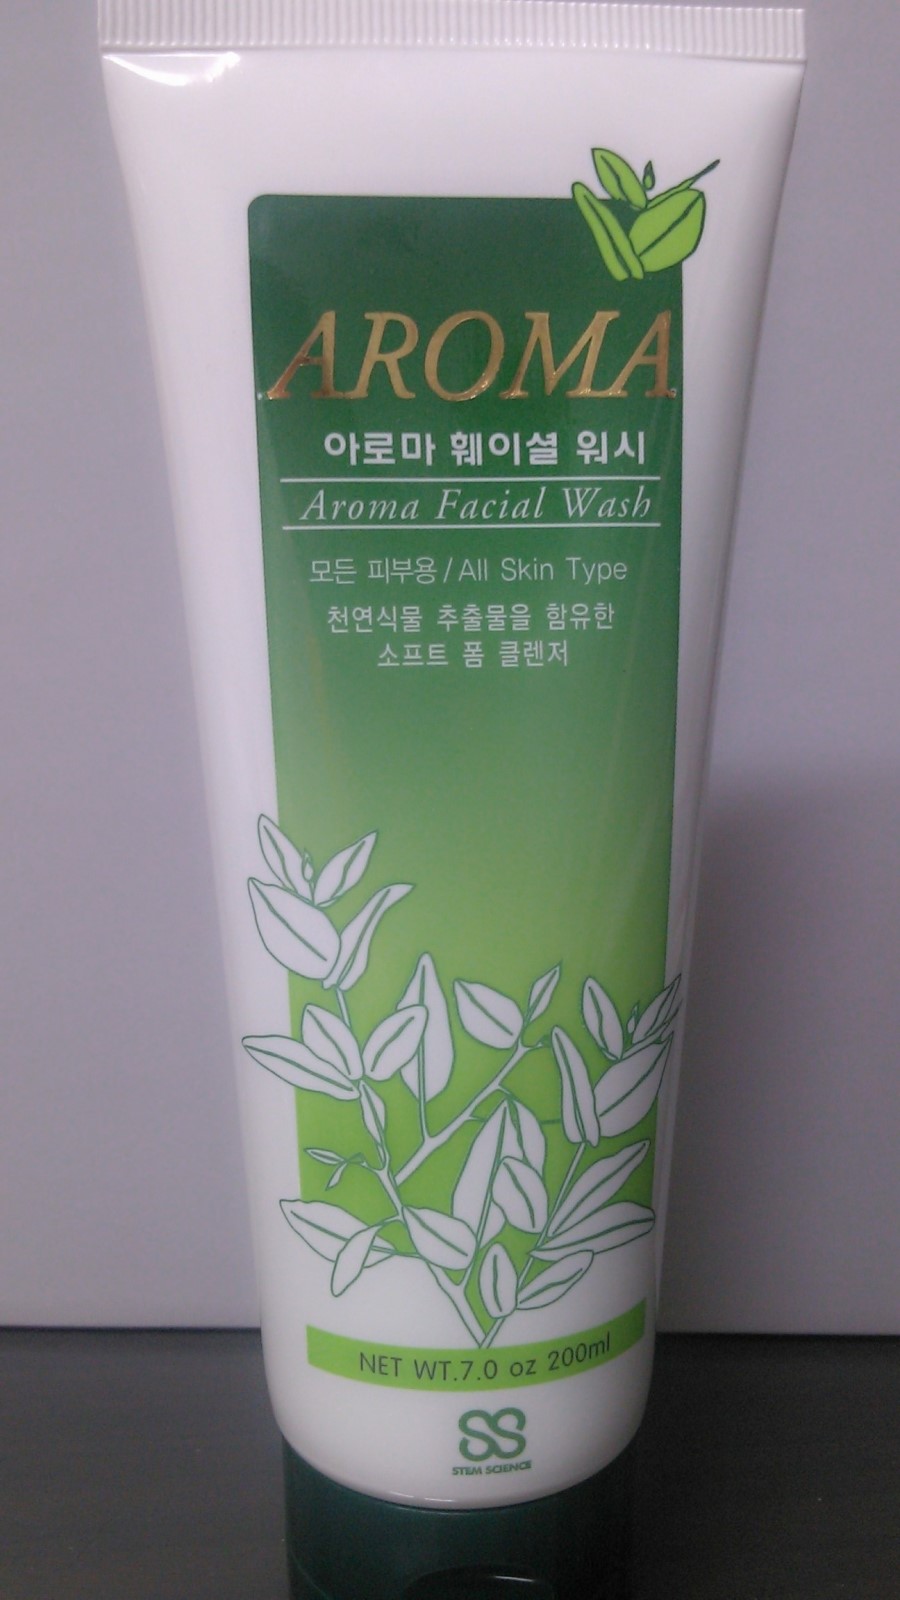 AROMA
아로마 훼이셜 워시
Aroma Facial Wash
모든 피부용/All Skin Type
천연식물 추출물을 함유한
소프트 폼 클렌저
NET WT.7.0 oz 200ml
SS
STEM SCIENCE